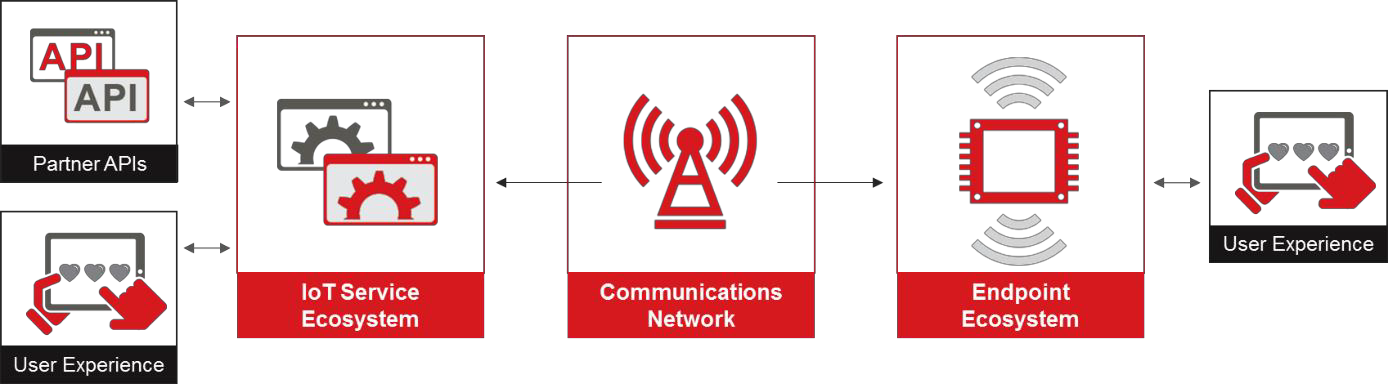 API
API
Partner APIs
User Experience
IoT Service
Ecosystem
Communications
Network
Endpoint
Ecosystem
User Experience